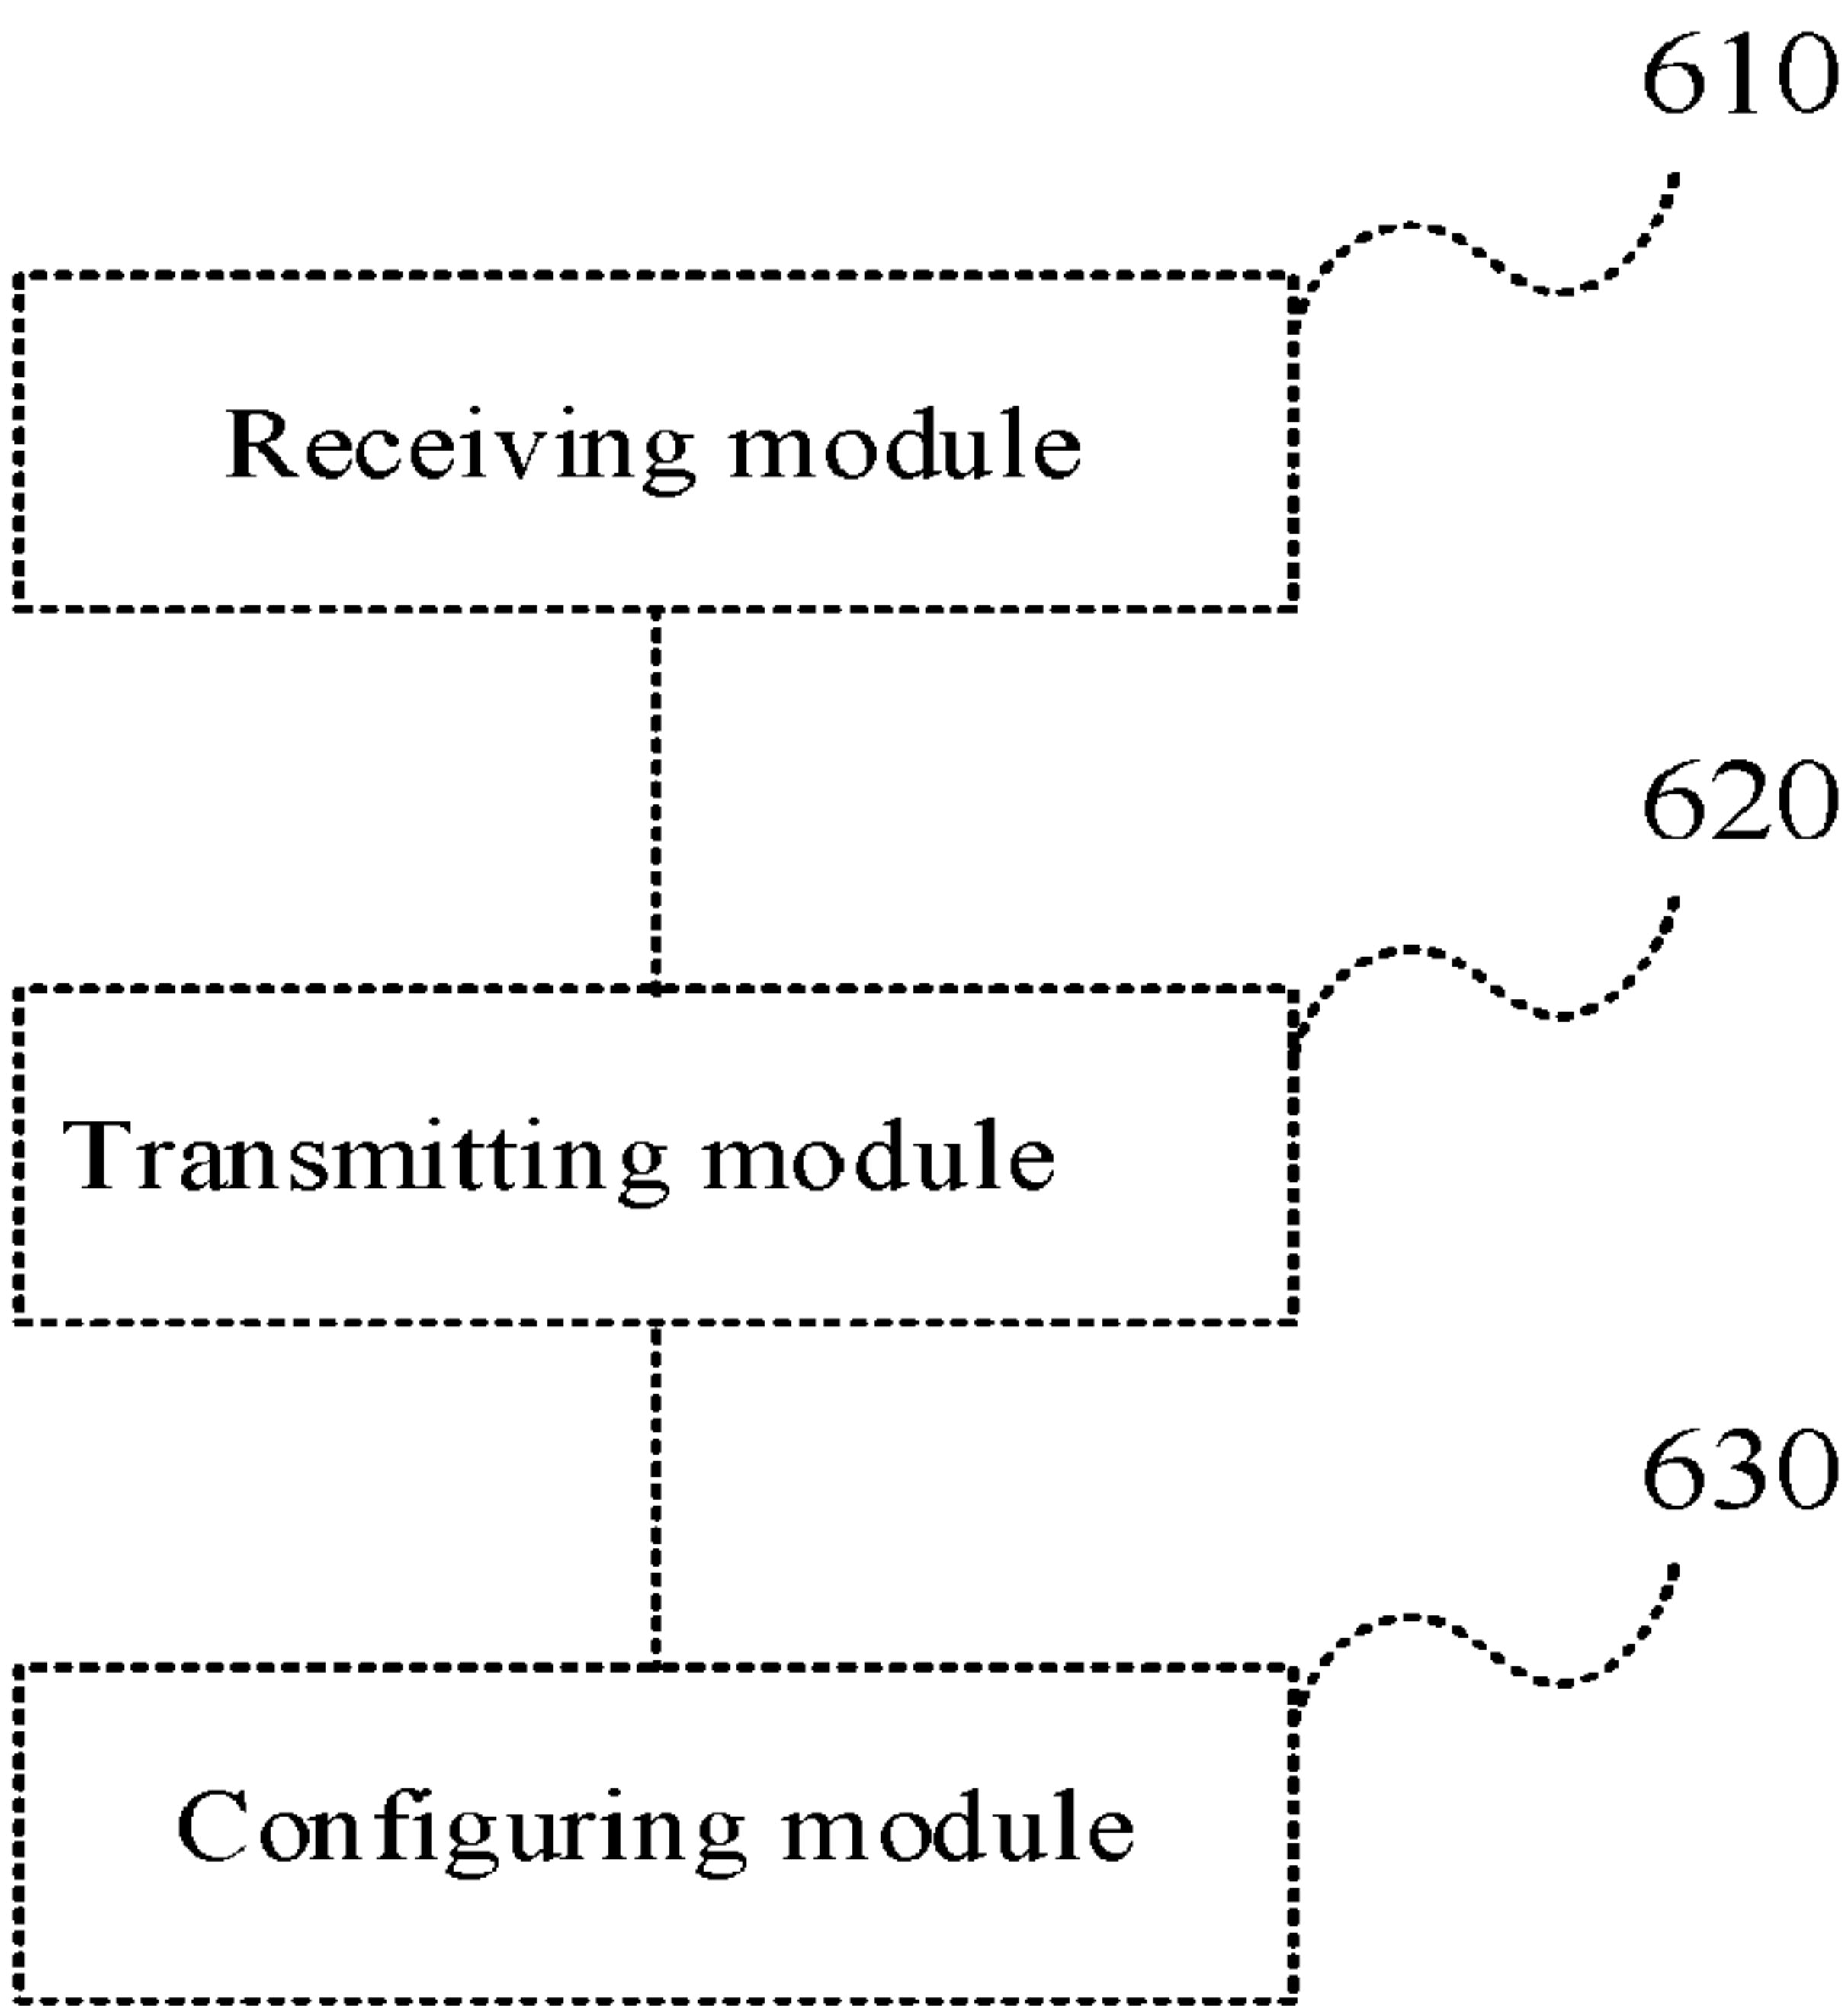 610
Receiving module
620
Transmitting module
630
Configuring module